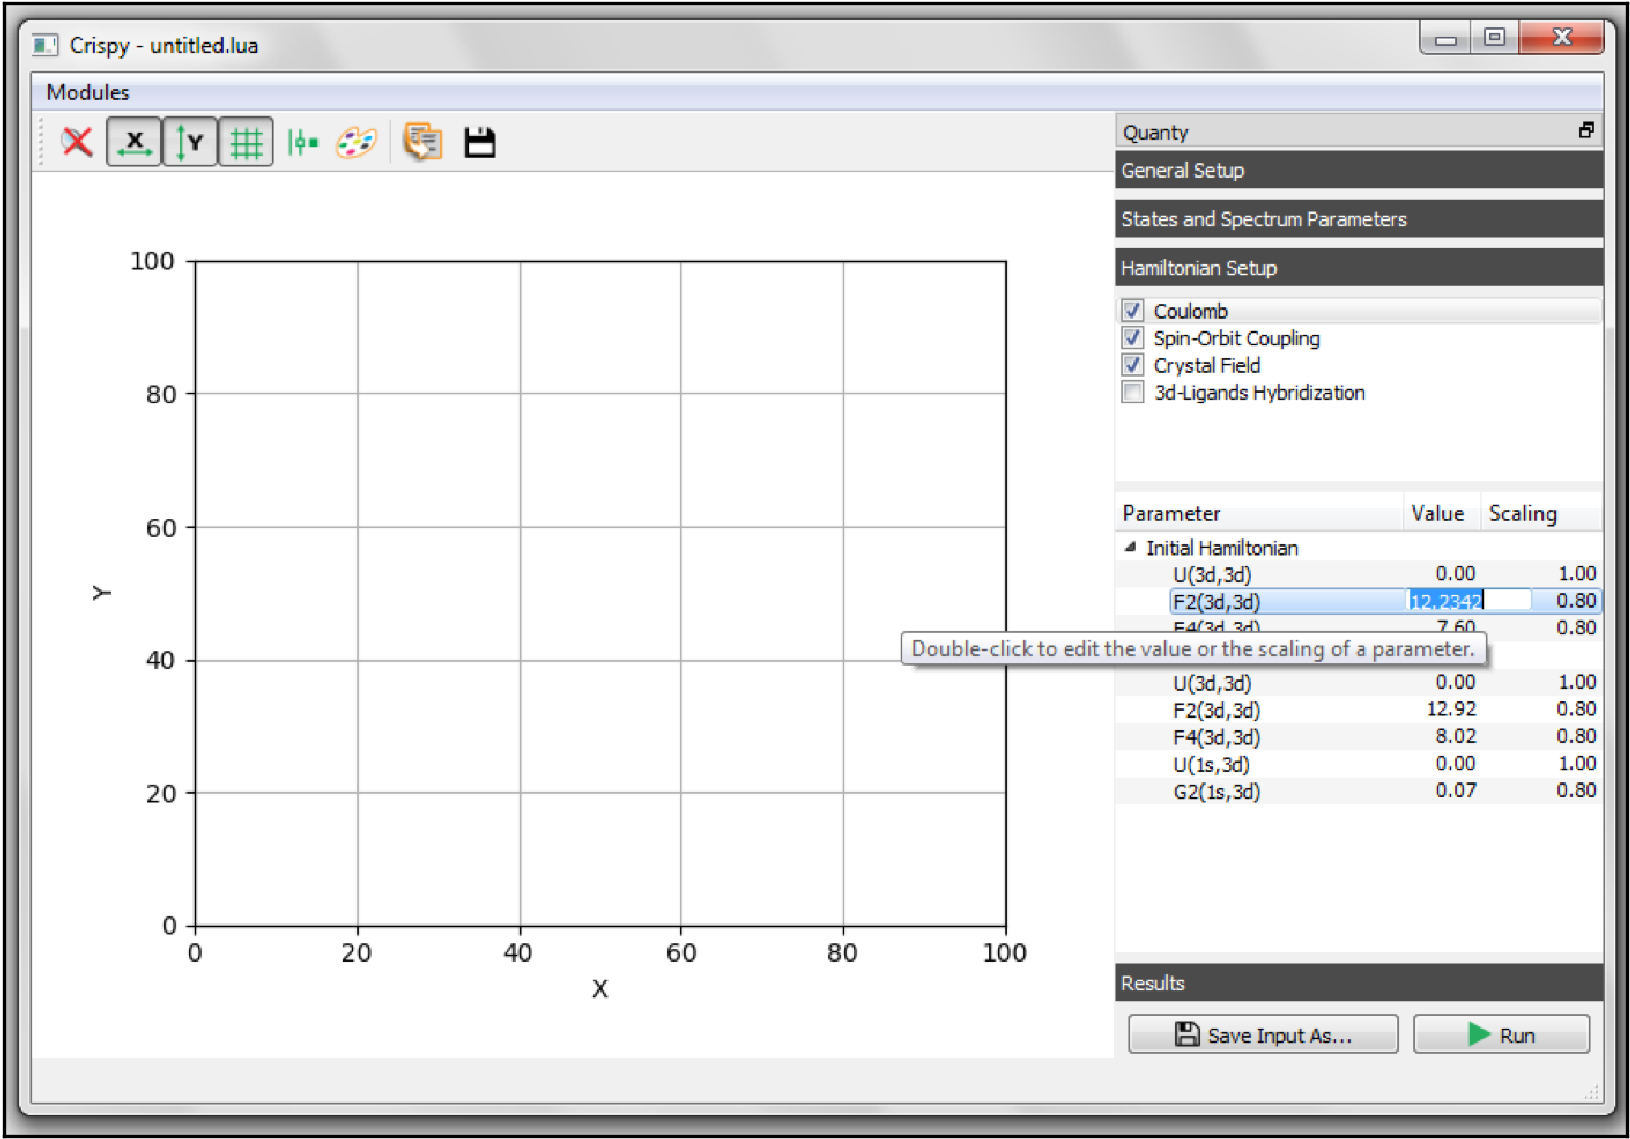 Crispy - untitled.lua
Modules
X Y
Quanty
General Setup
States and Spectrum Parameters
Hamiltonian Setup
Coulomb
Spin-Orbit Coupling
Crystal Field
3d-Ligands Hybridization
Parameter Value Scaling
Initial Hamiltonian
U(3d,3d) 0.00 1.00
F2(3d,3d) 12.2342 0.80
F4(3d,3d) 7.60 0.80
Double-click to edit the value or the scaling of a parameter.
U(3d,3d) 0.00 1.00
F2(3d,3d) 12.92 0.80
F4(3d,3d) 8.02 0.80
U(1s,3d) 0.00 1.00
G2(1s,3d) 0.07 0.80
Results
Save Input As...
Run
100
80
60
40
20
0
Y
0 20 40 60 80 100
X